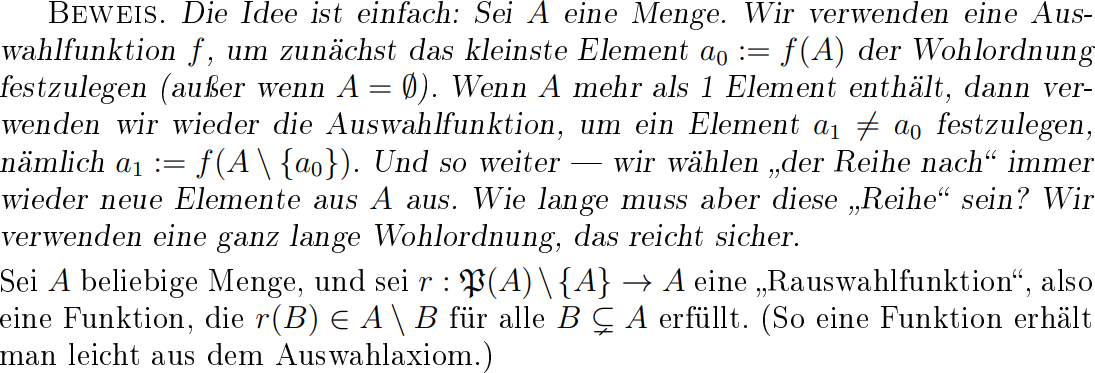 BEWEIS. Die Idee ist einfach: Sei A eine Menge. Wir verwenden eine Aus-
wahlfunktion f, um zunächst das kleinste Element a₀ := f(A) der Wohlordnung
festzulegen (außer wenn A = ∅). Wenn A mehr als 1 Element enthält, dann ver-
wenden wir wieder die Auswahlfunktion, um ein Element a₁ ≠ a₀ festzulegen,
nämlich a₁ := f(A \ {a₀}). Und so weiter — wir wählen „der Reihe nach“ immer
wieder neue Elemente aus A aus. Wie lange muss aber diese „Reihe“ sein? Wir
verwenden eine ganz lange Wohlordnung, das reicht sicher.
Sei A beliebige Menge, und sei r : 𝔓(A) \ {A} → A eine „Rauswahlfunktion“, also
eine Funktion, die r(B) ∈ A \ B für alle B ⊊ A erfüllt. (So eine Funktion erhält
man leicht aus dem Auswahlaxiom.)